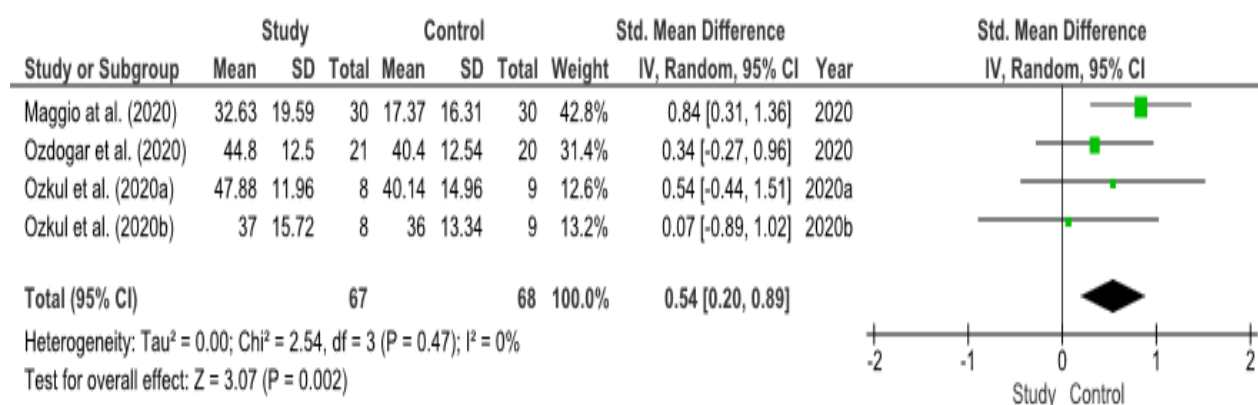 Study Control Std. Mean Difference Std. Mean Difference
Study or Subgroup Mean SD Total Mean SD Total Weight IV, Random, 95% CI Year IV, Random, 95% CI
Maggio at al. (2020) 32.63 19.59 30 17.37 16.31 30 42.8% 0.84 [0.31, 1.36] 2020
Ozdogar et al. (2020) 44.8 12.5 21 40.4 12.54 20 31.4% 0.34 [-0.27, 0.96] 2020
Ozkul et al. (2020a) 47.88 11.96 8 40.14 14.96 9 12.6% 0.54 [-0.44, 1.51] 2020a
Ozkul et al. (2020b) 37 15.72 8 36 13.34 9 13.2% 0.07 [-0.89, 1.02] 2020b
Total (95% CI) 67 68 100.0% 0.54 [0.20, 0.89]
Heterogeneity: Tau² = 0.00; Chi² = 2.54, df = 3 (P = 0.47); I² = 0%
Test for overall effect: Z = 3.07 (P = 0.002)
-2 -1 0 1 2
Study Control